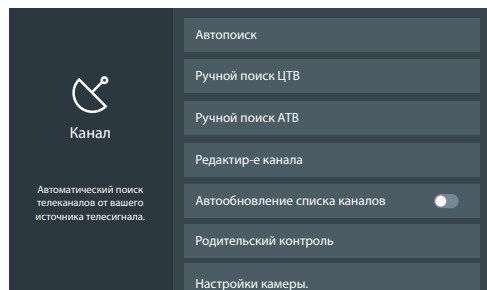 Канал
Автоматический поиск
телеканалов от вашего
источника телесигнала.
Автопоиск
Ручной поиск ЦТВ
Ручной поиск АТВ
Редактир-е канала
Автообновление списка каналов
Родительский контроль
Настройки камеры.